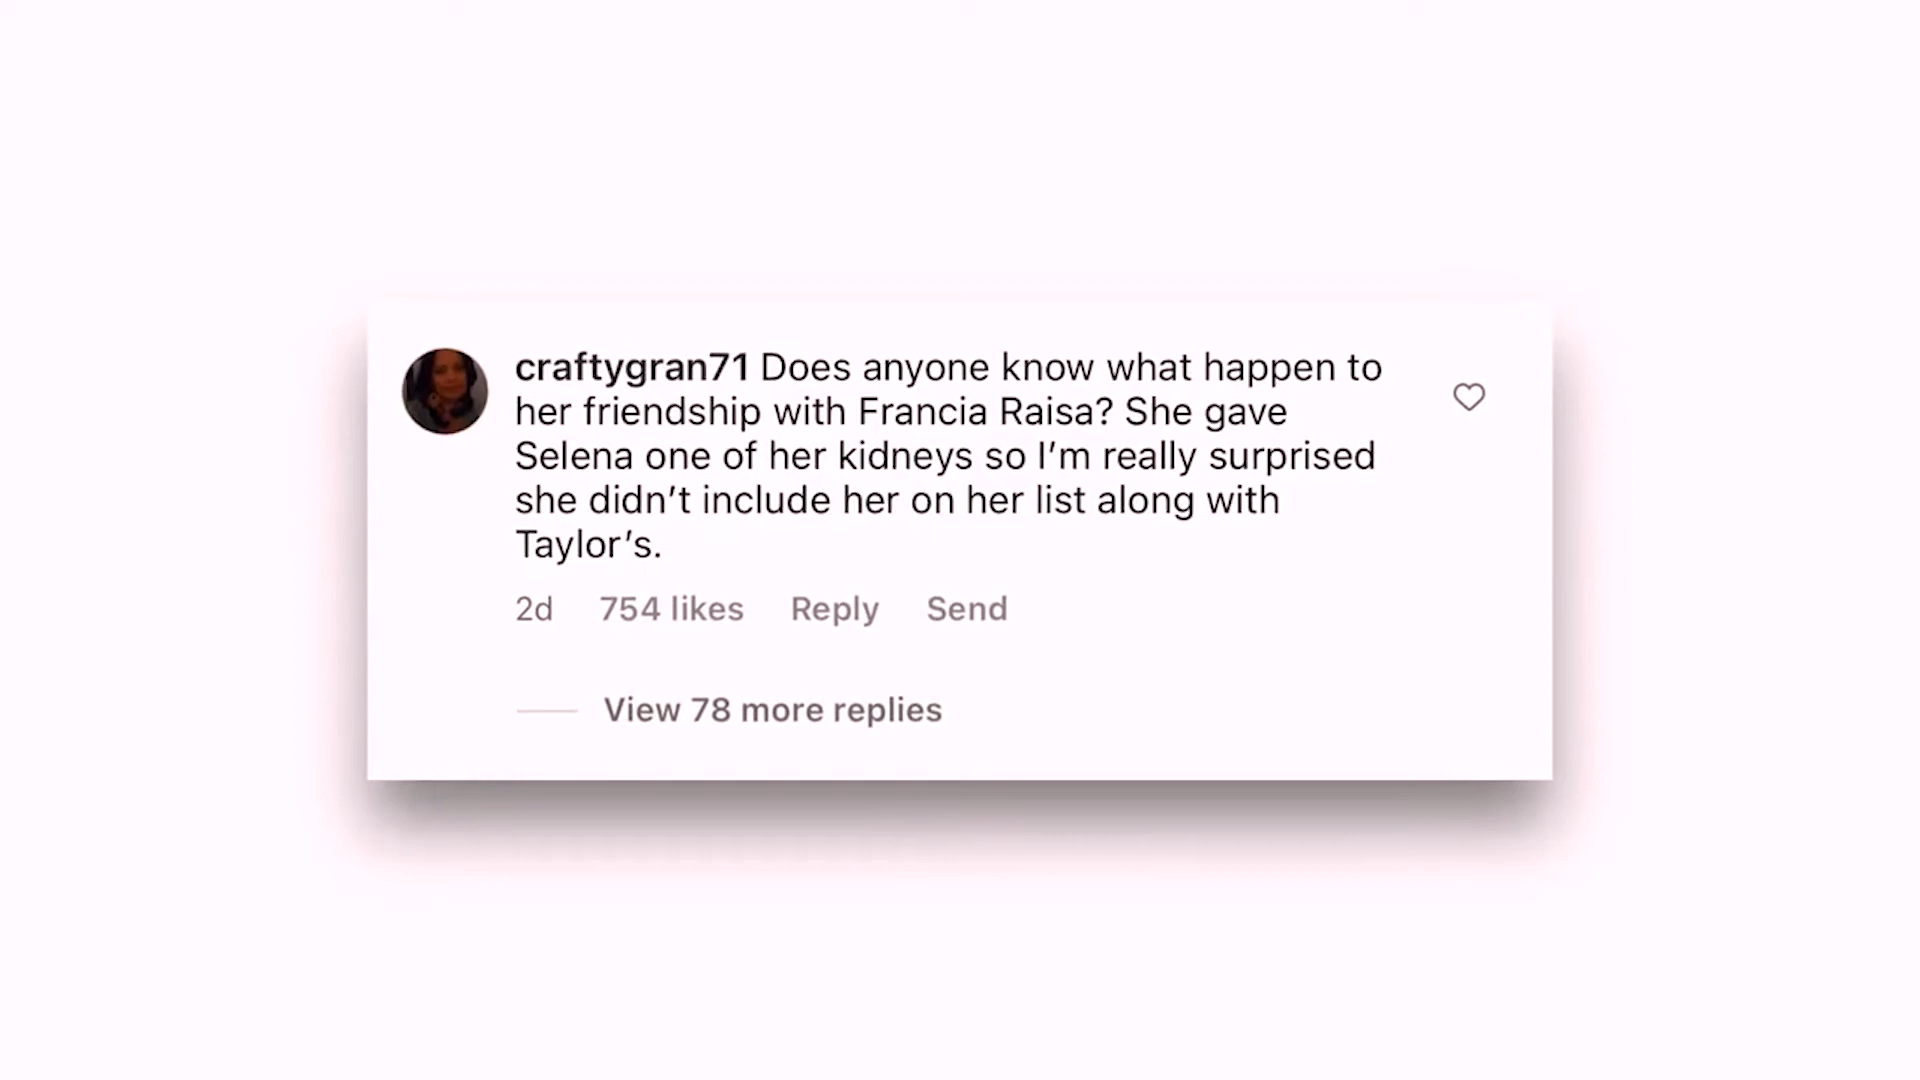 craftygran71 Does anyone know what happen to
her friendship with Francia Raisa? She gave
Selena one of her kidneys so I’m really surprised
she didn’t include her on her list along with
Taylor’s.
2d 754 likes Reply Send
View 78 more replies